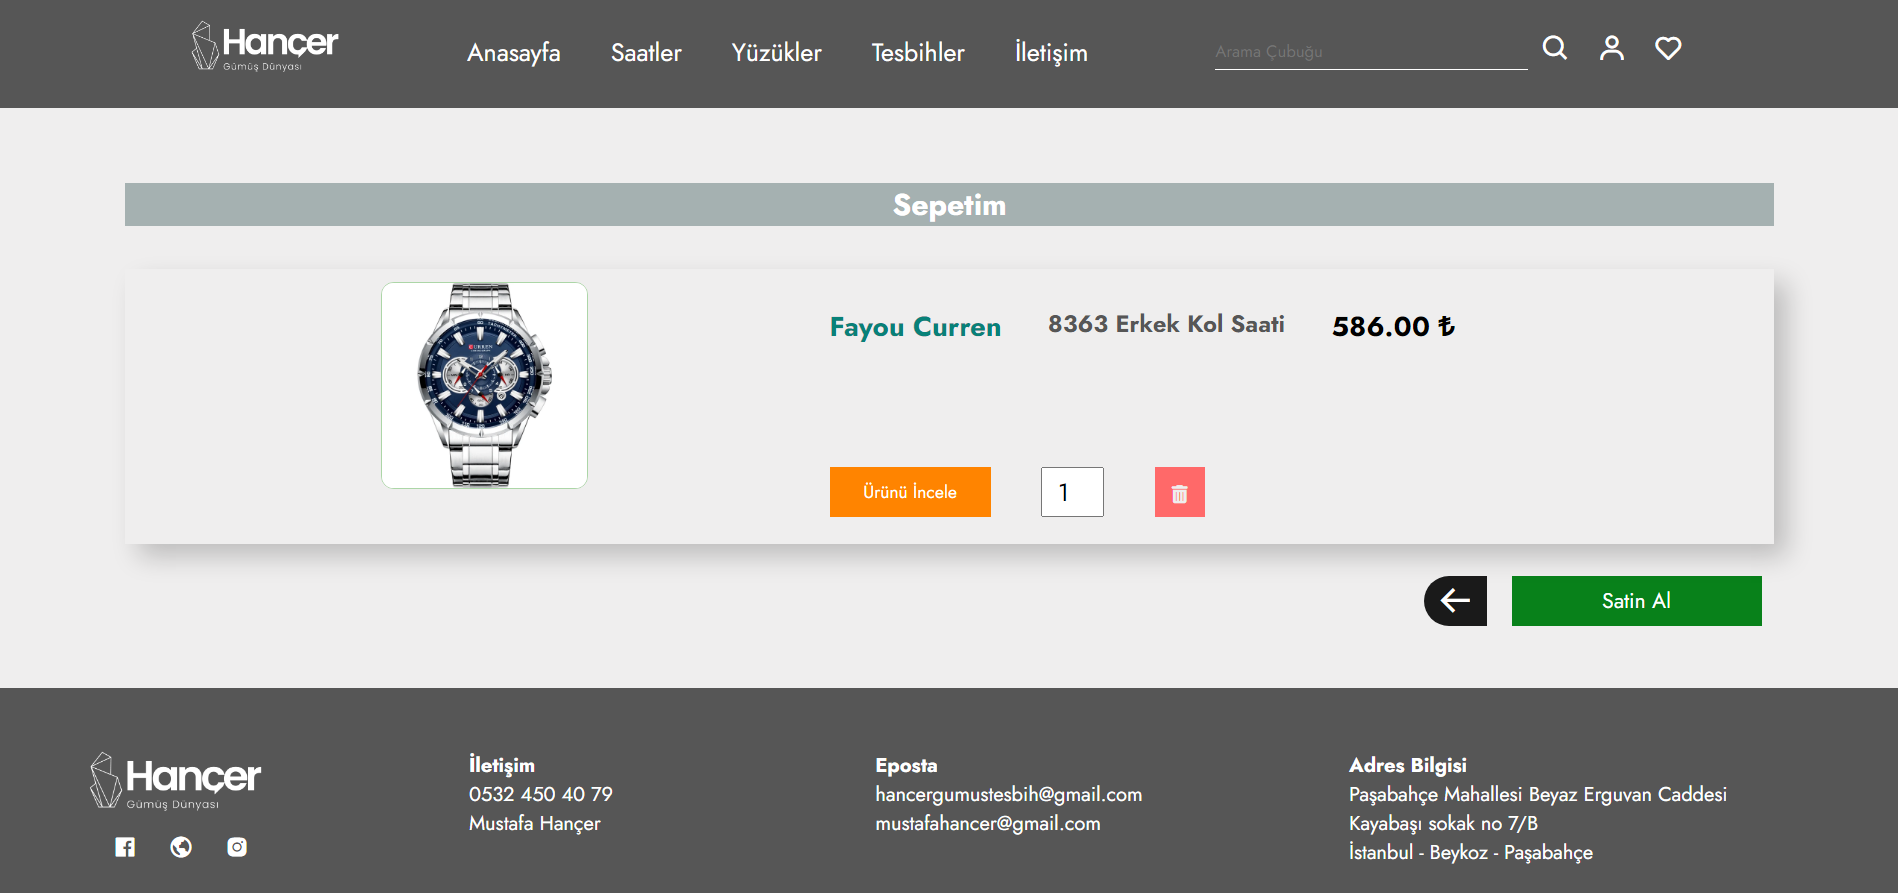 Hançer
Gümüş Dünyası
Anasayfa Saatler Yüzükler Tesbihler İletişim
Arama Çubuğu
Sepetim
CURREN
Fayou Curren 8363 Erkek Kol Saati 586.00 ₺
Ürünü İncele 1
Satin Al
Hançer
Gümüş Dünyası
İletişim
0532 450 40 79
Mustafa Hançer
Eposta
hancergumustesbih@gmail.com
mustafahancer@gmail.com
Adres Bilgisi
Paşabahçe Mahallesi Beyaz Erguvan Caddesi
Kayabaşı sokak no 7/B
İstanbul - Beykoz - Paşabahçe